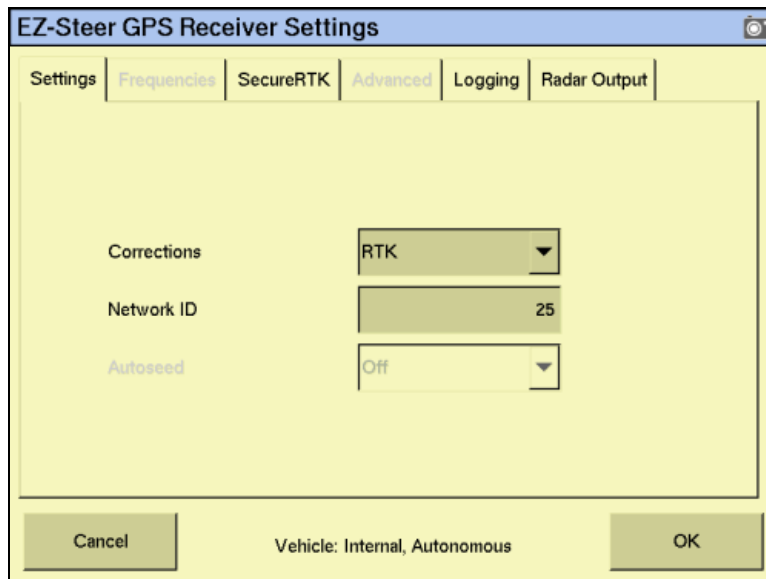 EZ-Steer GPS Receiver Settings
Settings Frequencies SecureRTK Advanced Logging Radar Output
Corrections RTK
Network ID 25
Autoseed Off
Cancel Vehicle: Internal, Autonomous OK